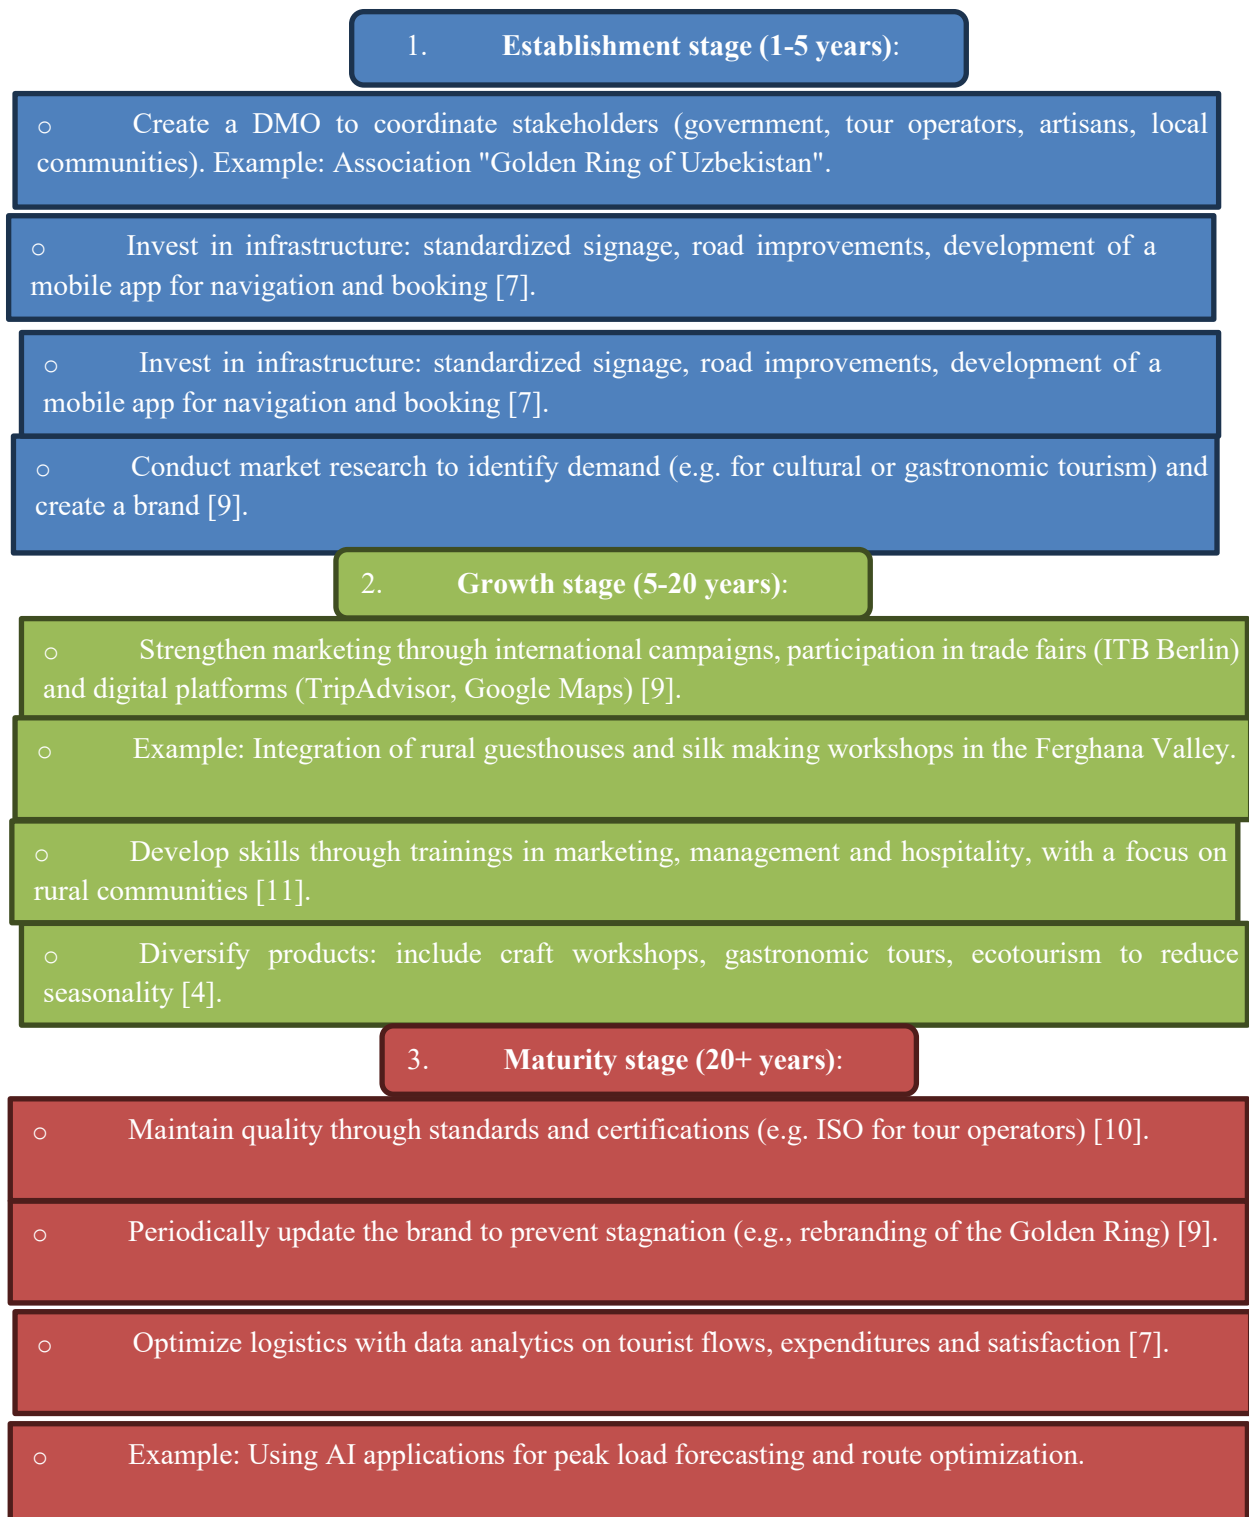 1. Establishment stage (1-5 years):
o Create a DMO to coordinate stakeholders (government, tour operators, artisans, local
communities). Example: Association "Golden Ring of Uzbekistan".
o Invest in infrastructure: standardized signage, road improvements, development of a
mobile app for navigation and booking [7].
o Invest in infrastructure: standardized signage, road improvements, development of a
mobile app for navigation and booking [7].
o Conduct market research to identify demand (e.g. for cultural or gastronomic tourism) and
create a brand [9].
2. Growth stage (5-20 years):
o Strengthen marketing through international campaigns, participation in trade fairs (ITB Berlin)
and digital platforms (TripAdvisor, Google Maps) [9].
o Example: Integration of rural guesthouses and silk making workshops in the Ferghana Valley.
o Develop skills through trainings in marketing, management and hospitality, with a focus on
rural communities [11].
o Diversify products: include craft workshops, gastronomic tours, ecotourism to reduce
seasonality [4].
3. Maturity stage (20+ years):
o Maintain quality through standards and certifications (e.g. ISO for tour operators) [10].
o Periodically update the brand to prevent stagnation (e.g., rebranding of the Golden Ring) [9].
o Optimize logistics with data analytics on tourist flows, expenditures and satisfaction [7].
o Example: Using AI applications for peak load forecasting and route optimization.